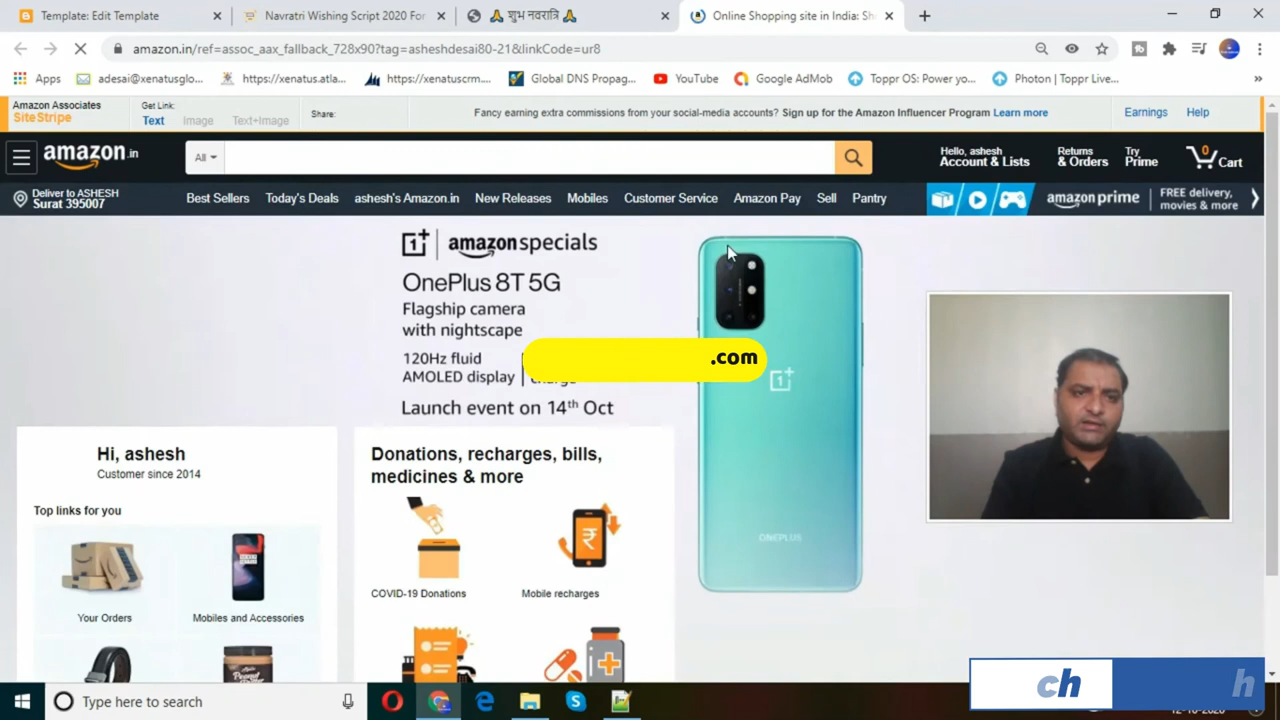 Template: Edit Template
Navratri Wishing Script 2020 For
🙏 शुभ नवरात्रि 🙏
Online Shopping site in India: Sh
amazon.in/ref=assoc_aax_fallback_728x90?tag=asheshdesai80-21&linkCode=ur8
Apps
adesai@xenatusglo...
https://xenatus.atla...
https://xenatuscrm....
Global DNS Propag...
YouTube
Google AdMob
Toppr OS: Power yo...
Photon | Toppr Live...
Amazon Associates
SiteStripe
Get Link:
Text
Image
Text+Image
Share:
Fancy earning extra commissions from your social-media accounts? Sign up for the Amazon Influencer Program Learn more
Earnings
Help
amazon.in
All
Hello, ashesh
Account & Lists
Returns
& Orders
Try
Prime
0
Cart
Deliver to ASHESH
Surat 395007
Best Sellers
Today's Deals
ashesh's Amazon.in
New Releases
Mobiles
Customer Service
Amazon Pay
Sell
Pantry
amazon prime
FREE delivery,
movies & more
1+ | amazon specials
OnePlus 8T 5G
Flagship camera
with nightscape
120Hz fluid
AMOLED display
charge
.com
Launch event on 14th Oct
ONEPLUS
Hi, ashesh
Customer since 2014
Top links for you
Your Orders
Mobiles and Accessories
Donations, recharges, bills,
medicines & more
COVID-19 Donations
Mobile recharges
ch
h
Type here to search
12-10-2020